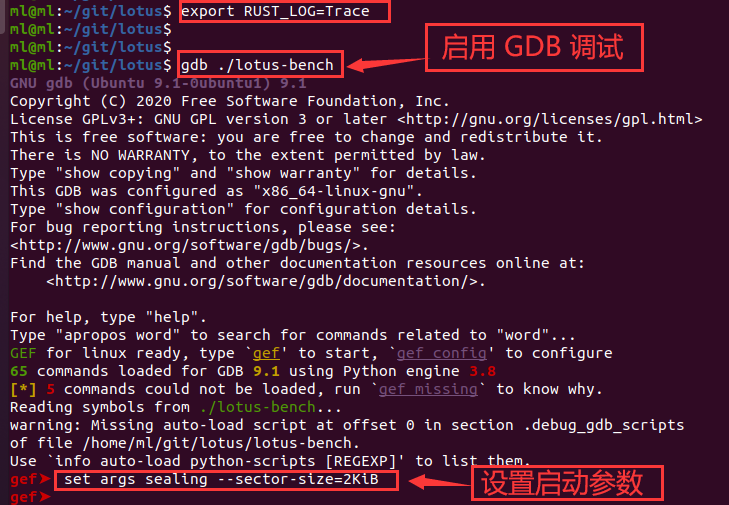 ml@ml:~/git/lotus$ export RUST_LOG=Trace
ml@ml:~/git/lotus$
ml@ml:~/git/lotus$
ml@ml:~/git/lotus$ gdb ./lotus-bench
启用 GDB 调试
GNU gdb (Ubuntu 9.1-0ubuntu1) 9.1
Copyright (C) 2020 Free Software Foundation, Inc.
License GPLv3+: GNU GPL version 3 or later <http://gnu.org/licenses/gpl.html>
This is free software: you are free to change and redistribute it.
There is NO WARRANTY, to the extent permitted by law.
Type "show copying" and "show warranty" for details.
This GDB was configured as "x86_64-linux-gnu".
Type "show configuration" for configuration details.
For bug reporting instructions, please see:
<http://www.gnu.org/software/gdb/bugs/>.
Find the GDB manual and other documentation resources online at:
    <http://www.gnu.org/software/gdb/documentation/>.
For help, type "help".
Type "apropos word" to search for commands related to "word"...
GEF for linux ready, type `gef' to start, `gef config' to configure
65 commands loaded for GDB 9.1 using Python engine 3.8
[*] 5 commands could not be loaded, run `gef missing` to know why.
Reading symbols from ./lotus-bench...
warning: Missing auto-load script at offset 0 in section .debug_gdb_scripts
of file /home/ml/git/lotus/lotus-bench.
Use `info auto-load python-scripts [REGEXP]' to list them.
gef➤ set args sealing --sector-size=2KiB
设置启动参数
gef➤